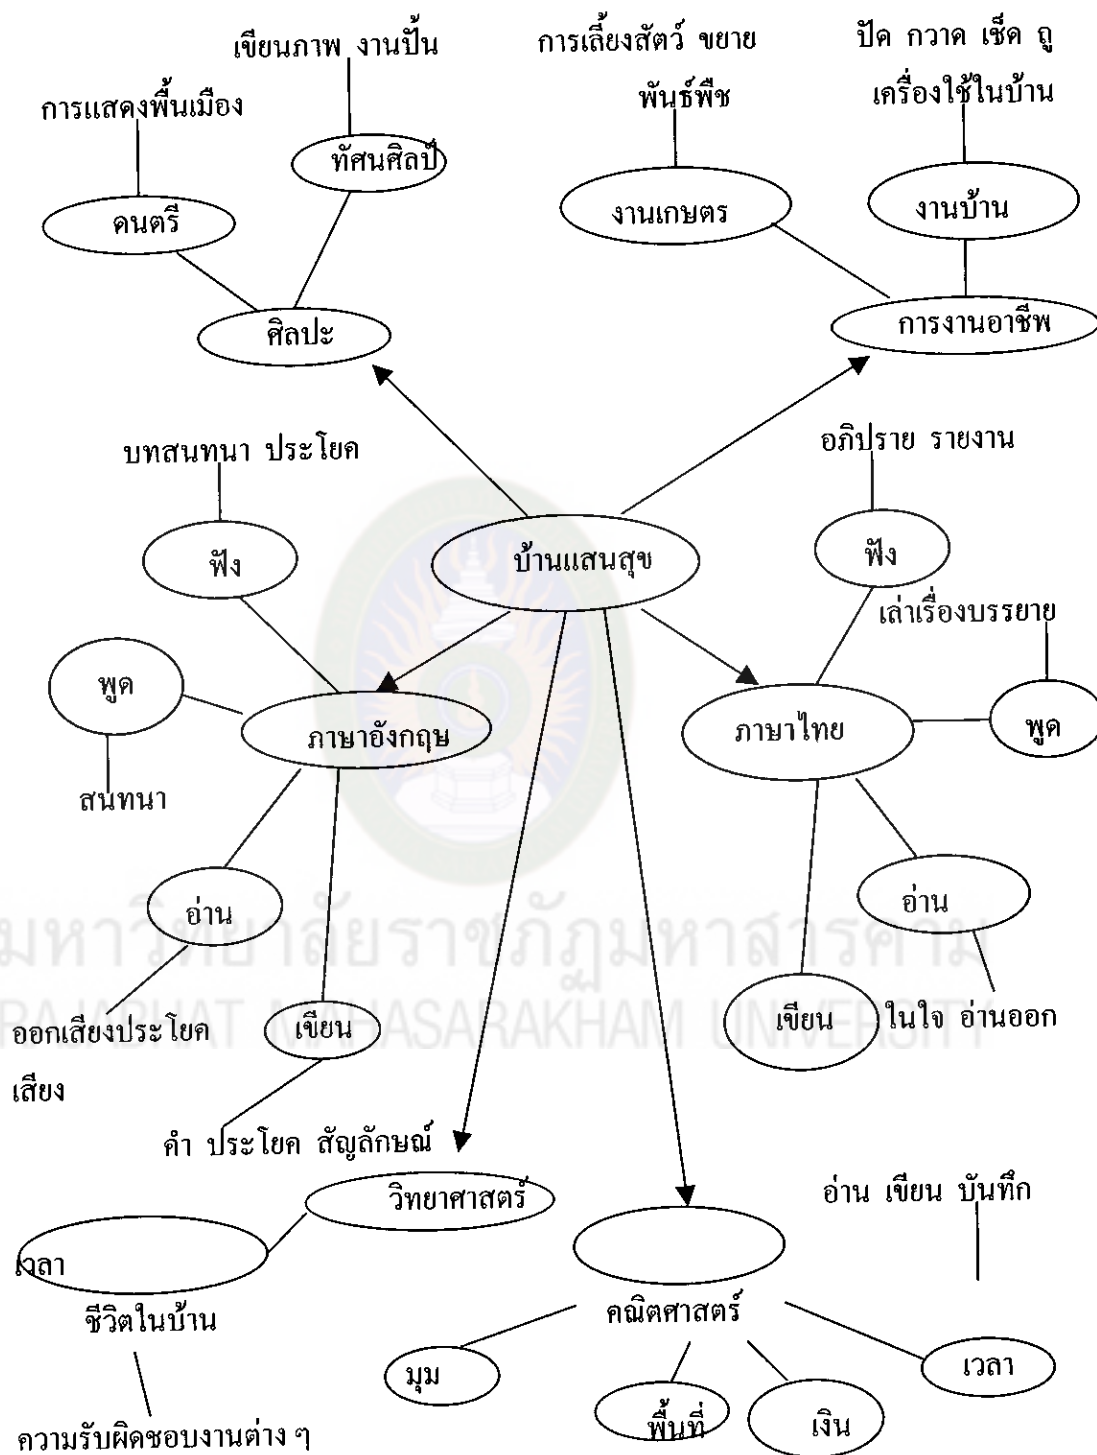 เขียนภาพ งานปั้น
การเลี้ยงสัตว์ ขยาย
พันธ์พืช
ปัด กวาด เช็ด ถู
เครื่องใช้ในบ้าน
การแสดงพื้นเมือง
ทัศนศิลป์
ดนตรี
งานเกษตร
งานบ้าน
ศิลปะ
การงานอาชีพ
บทสนทนา ประโยค
อภิปราย รายงาน
ฟัง
บ้านแสนสุข
ฟัง
เล่าเรื่องบรรยาย
พูด
ภาษาอังกฤษ
ภาษาไทย
พูด
สนทนา
อ่าน
อ่าน
มหาวิทยาลัยราชภัฏมหาสารคาม
RAJABHAT MAHASARAKHAM UNIVERSITY
ออกเสียงประโยค
เสียง
เขียน
เขียน
ในใจ อ่านออก
คำ ประโยค สัญลักษณ์
วิทยาศาสตร์
อ่าน เขียน บันทึก
เวลา
ชีวิตในบ้าน
คณิตศาสตร์
มุม
พื้นที่
เงิน
เวลา
ความรับผิดชอบงานต่าง ๆ